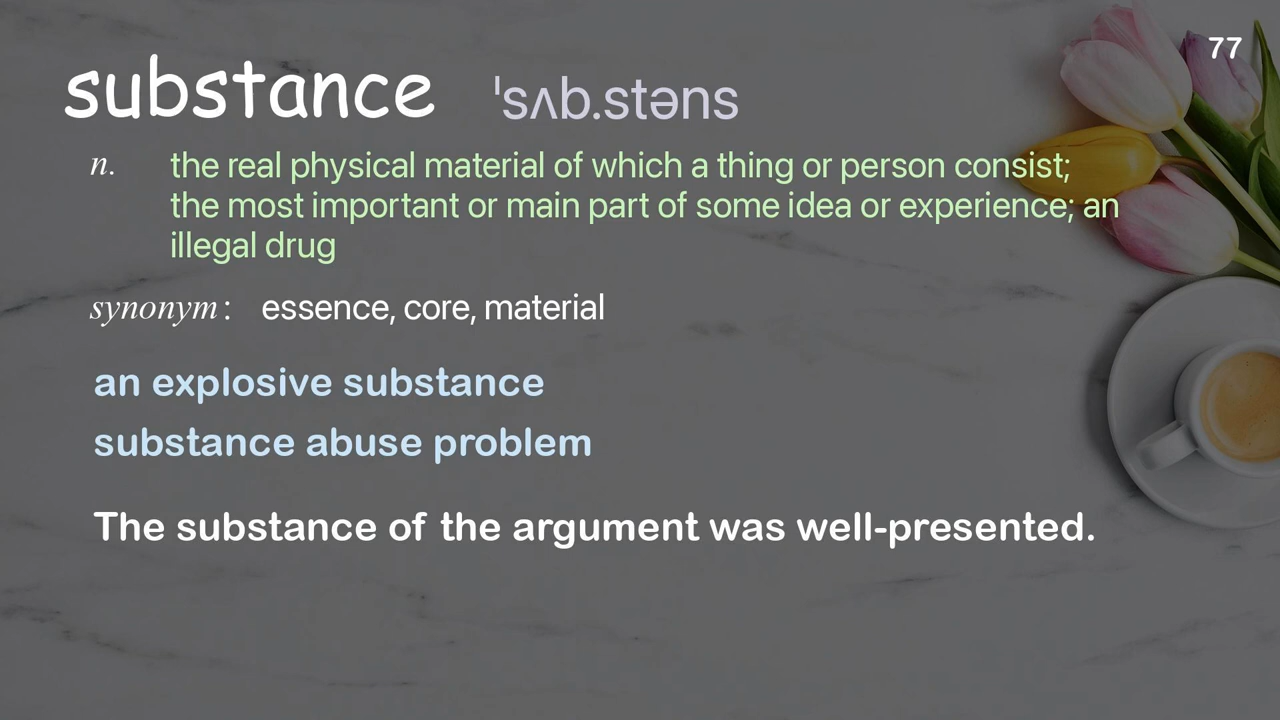 77
substance ˈsʌb.stəns
n. the real physical material of which a thing or person consist;
the most important or main part of some idea or experience; an
illegal drug
synonym: essence, core, material
an explosive substance
substance abuse problem
The substance of the argument was well-presented.